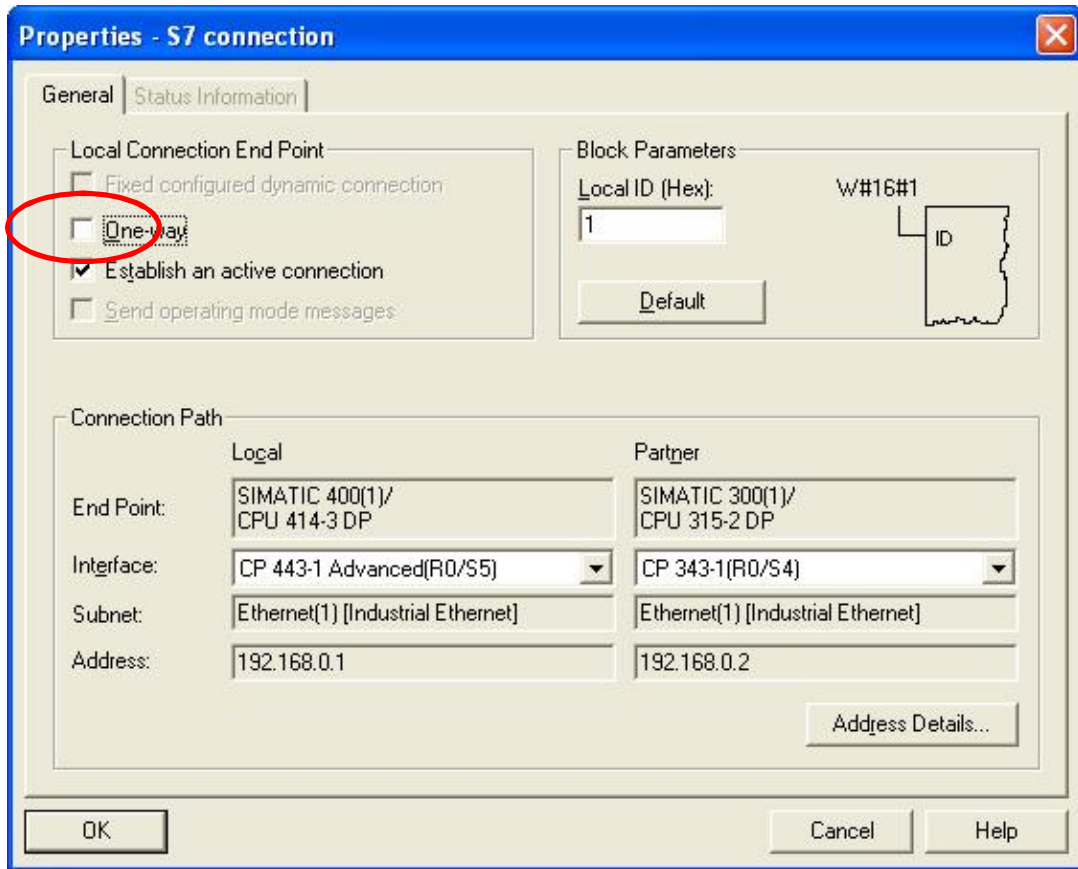 Properties - S7 connection
General
Status Information
Local Connection End Point
Fixed configured dynamic connection
One-way
Establish an active connection
Send operating mode messages
Block Parameters
Local ID (Hex):
1
W#16#1
ID
Default
Connection Path
Local
Partner
End Point:
SIMATIC 400(1)/
CPU 414-3 DP
SIMATIC 300(1)/
CPU 315-2 DP
Interface:
CP 443-1 Advanced(R0/S5)
CP 343-1(R0/S4)
Subnet:
Ethernet(1) [Industrial Ethernet]
Ethernet(1) [Industrial Ethernet]
Address:
192.168.0.1
192.168.0.2
Address Details...
OK
Cancel
Help